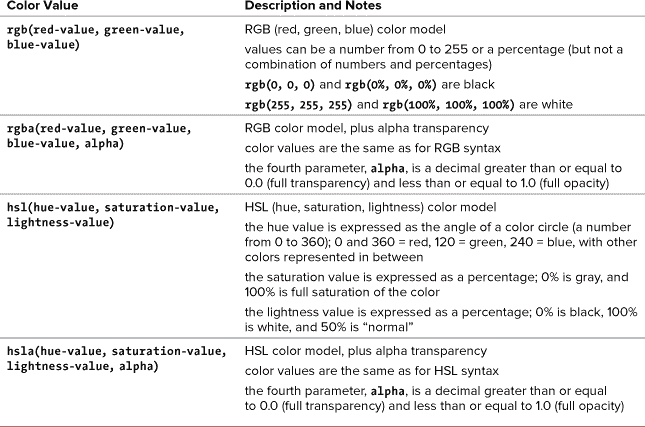 Color Value Description and Notes
rgb(red-value, green-value,
blue-value)
RGB (red, green, blue) color model
values can be a number from 0 to 255 or a percentage (but not a
combination of numbers and percentages)
rgb(0, 0, 0) and rgb(0%, 0%, 0%) are black
rgb(255, 255, 255) and rgb(100%, 100%, 100%) are white
rgba(red-value, green-value,
blue-value, alpha)
RGB color model, plus alpha transparency
color values are the same as for RGB syntax
the fourth parameter, alpha, is a decimal greater than or equal to
0.0 (full transparency) and less than or equal to 1.0 (full opacity)
hsl(hue-value, saturation-value,
lightness-value)
HSL (hue, saturation, lightness) color model
the hue value is expressed as the angle of a color circle (a number
from 0 to 360); 0 and 360 = red, 120 = green, 240 = blue, with other
colors represented in between
the saturation value is expressed as a percentage; 0% is gray, and
100% is full saturation of the color
the lightness value is expressed as a percentage; 0% is black, 100%
is white, and 50% is “normal”
hsla(hue-value, saturation-value,
lightness-value, alpha)
HSL color model, plus alpha transparency
color values are the same as for HSL syntax
the fourth parameter, alpha, is a decimal greater than or equal
to 0.0 (full transparency) and less than or equal to 1.0 (full opacity)